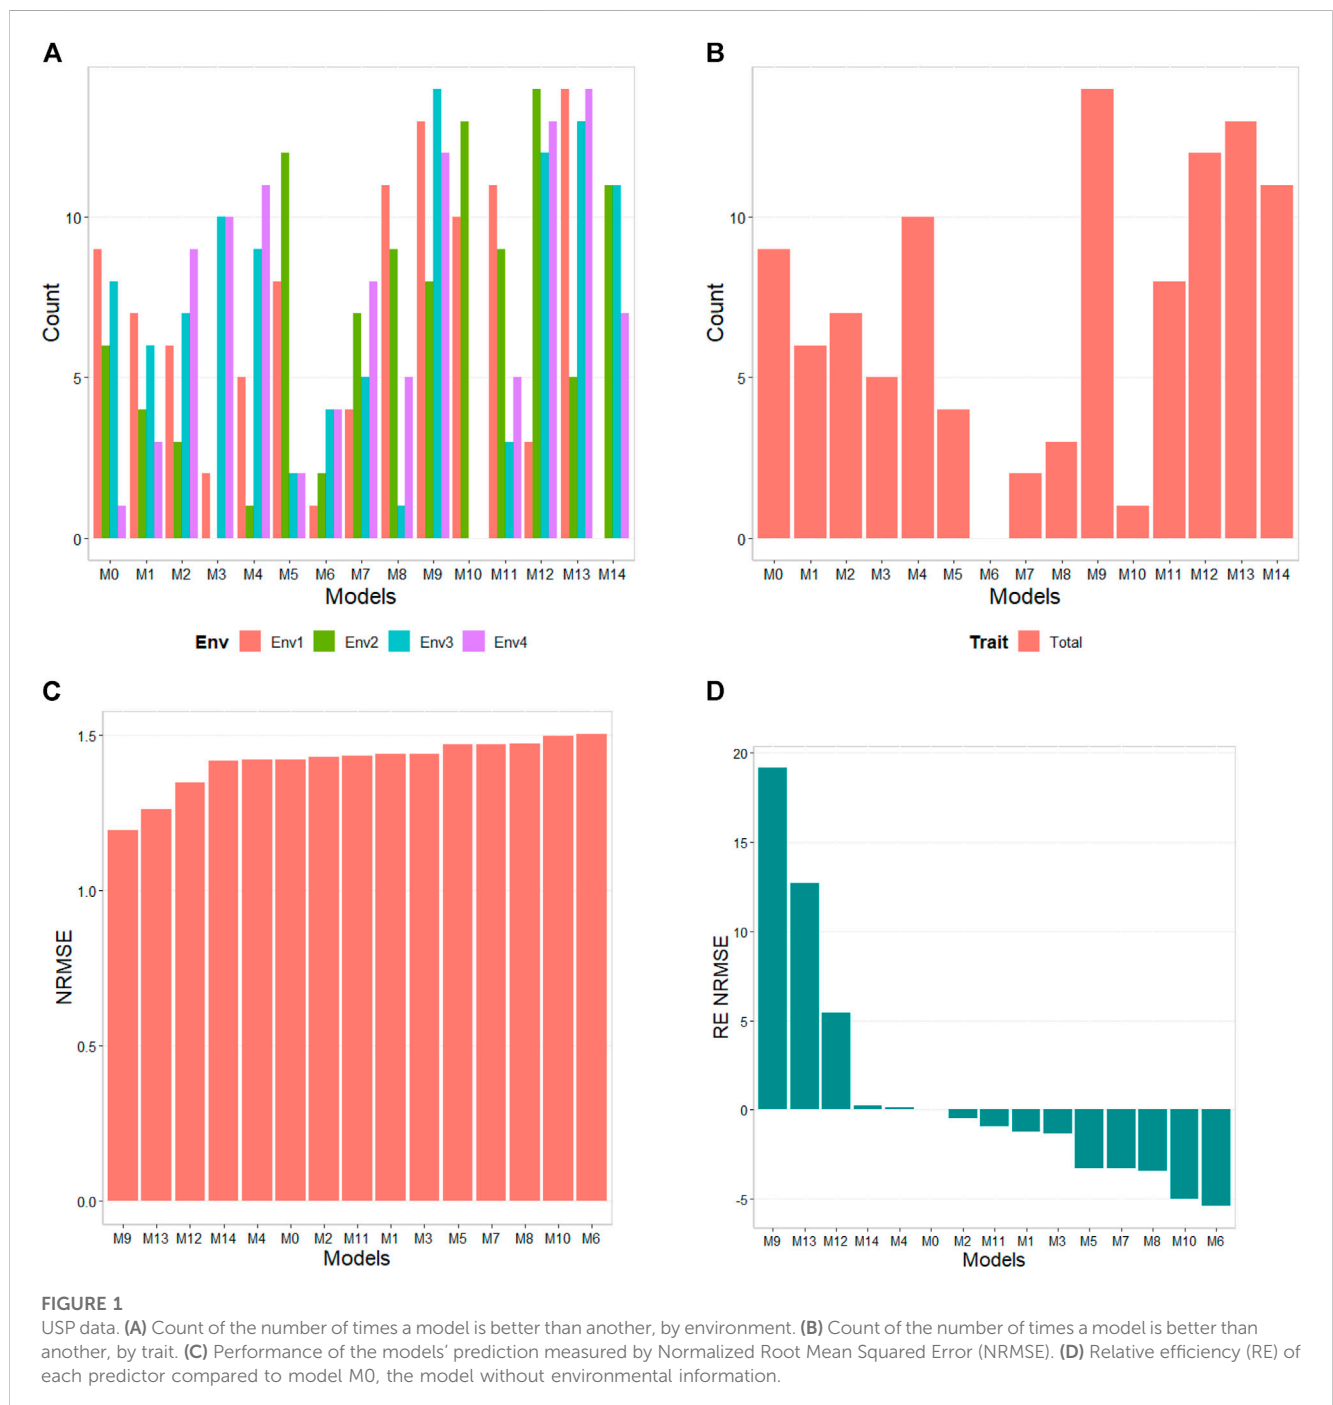 A
Count
10
5
0
M0 M1 M2 M3 M4 M5 M6 M7 M8 M9 M10 M11 M12 M13 M14
Models
Env Env1 Env2 Env3 Env4
B
Count
10
5
0
M0 M1 M2 M3 M4 M5 M6 M7 M8 M9 M10 M11 M12 M13 M14
Models
Trait Total
C
NRMSE
1.5
1.0
0.5
0.0
M9 M13 M12 M14 M4 M0 M2 M11 M1 M3 M5 M7 M8 M10 M6
Models
D
RE NRMSE
20
15
10
5
0
-5
M9 M13 M12 M14 M4 M0 M2 M11 M1 M3 M5 M7 M8 M10 M6
Models
FIGURE 1
USP data. (A) Count of the number of times a model is better than another, by environment. (B) Count of the number of times a model is better than
another, by trait. (C) Performance of the models’ prediction measured by Normalized Root Mean Squared Error (NRMSE). (D) Relative efficiency (RE) of
each predictor compared to model M0, the model without environmental information.